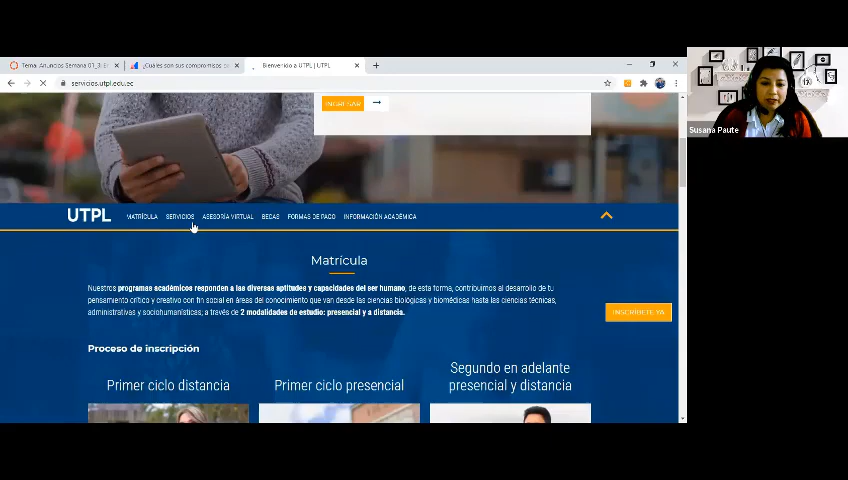 Tema: Anuncios Semana 01_3: E
¿Cuáles son sus compromisos c
Bienvenido a UTPL | UTPL
servicios.utpl.edu.ec
INGRESAR
Susana Paute
UTPL
MATRÍCULA
SERVICIOS
ASESORÍA VIRTUAL
BECAS
FORMAS DE PAGO
INFORMACIÓN ACADÉMICA
Matrícula
Nuestros programas académicos responden a las diversas aptitudes y capacidades del ser humano, de esta forma, contribuimos al desarrollo de tu
pensamiento crítico y creativo con fin social en áreas del conocimiento que van desde las ciencias biológicas y biomédicas hasta las ciencias técnicas,
administrativas y sociohumanísticas; a través de 2 modalidades de estudio: presencial y a distancia.
INSCRÍBETE YA
Proceso de inscripción
Primer ciclo distancia
Primer ciclo presencial
Segundo en adelante
presencial y distancia